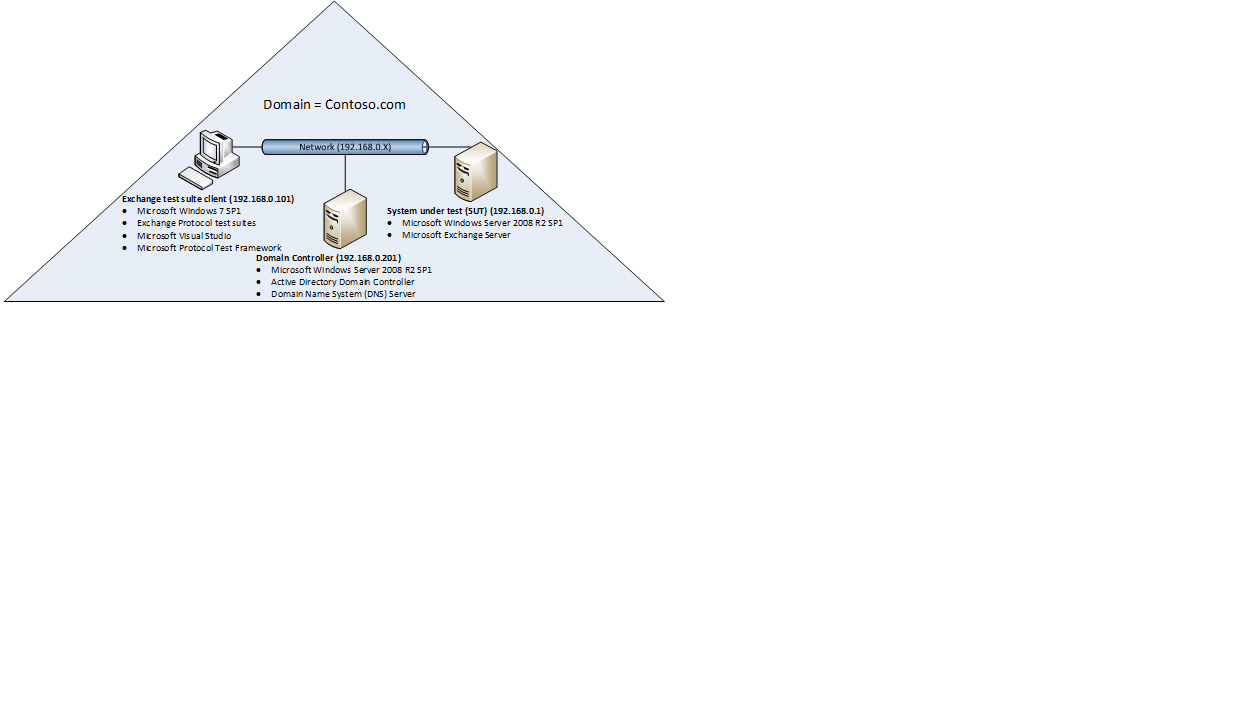 Domain = Contoso.com
Network (192.168.0.X)
Exchange test suite client (192.168.0.101)
● Microsoft Windows 7 SP1
● Exchange Protocol test suites
● Microsoft Visual Studio
● Microsoft Protocol Test Framework
System under test (SUT) (192.168.0.1)
● Microsoft Windows Server 2008 R2 SP1
● Microsoft Exchange Server
Domain Controller (192.168.0.201)
● Microsoft Windows Server 2008 R2 SP1
● Active Directory Domain Controller
● Domain Name System (DNS) Server